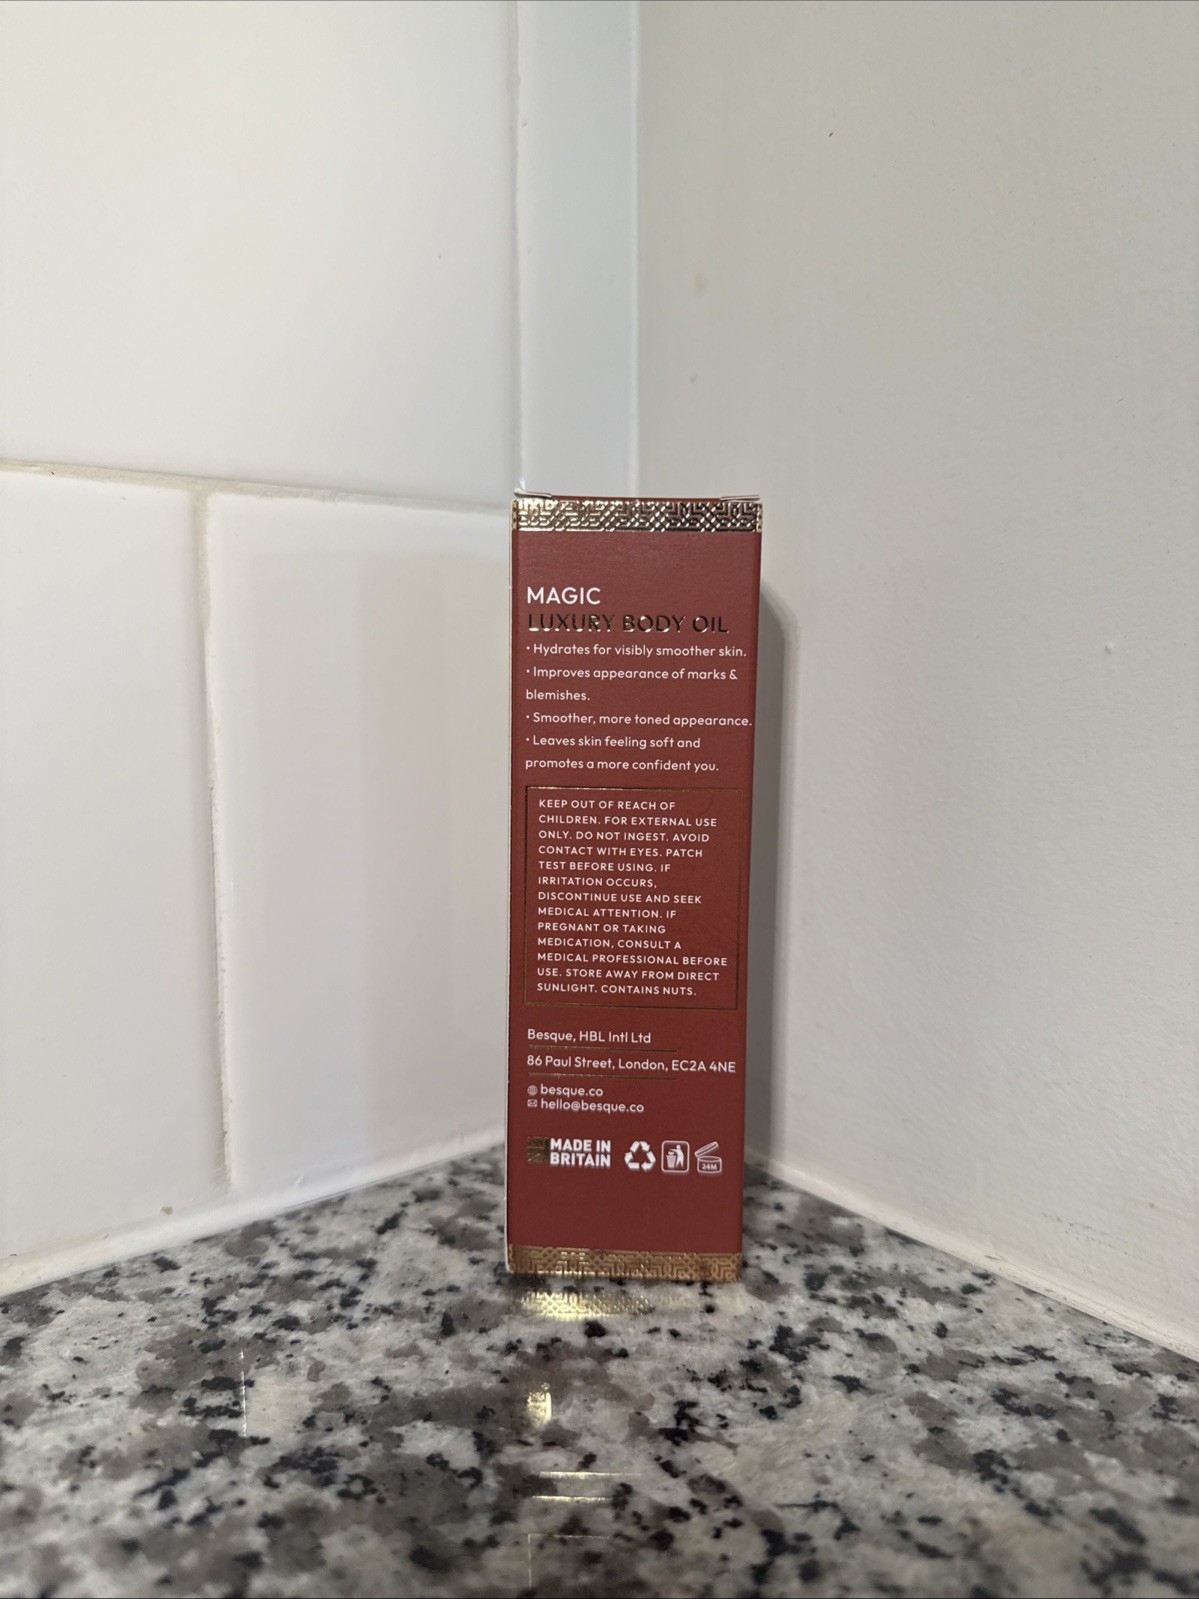 MAGIC
LUXURY BODY OIL
• Hydrates for visibly smoother skin.
• Improves appearance of marks &
blemishes.
• Smoother, more toned appearance.
• Leaves skin feeling soft and
promotes a more confident you.
KEEP OUT OF REACH OF
CHILDREN. FOR EXTERNAL USE
ONLY. DO NOT INGEST. AVOID
CONTACT WITH EYES. PATCH
TEST BEFORE USING. IF
IRRITATION OCCURS,
DISCONTINUE USE AND SEEK
MEDICAL ATTENTION. IF
PREGNANT OR TAKING
MEDICATION, CONSULT A
MEDICAL PROFESSIONAL BEFORE
USE. STORE AWAY FROM DIRECT
SUNLIGHT. CONTAINS NUTS.
Besque, HBL Intl Ltd
86 Paul Street, London, EC2A 4NE
besque.co
hello@besque.co
MADE IN
BRITAIN
24M